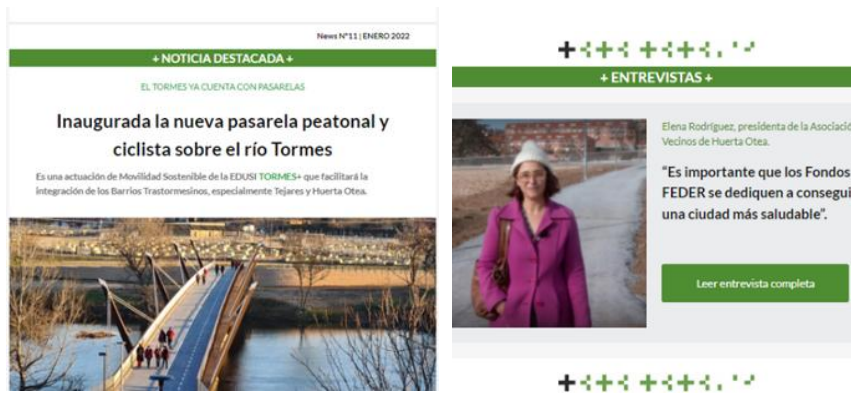 News Nº11 | ENERO 2022
+ NOTICIA DESTACADA +
EL TORMES YA CUENTA CON PASARELAS
Inaugurada la nueva pasarela peatonal y
ciclista sobre el río Tormes
Es una actuación de Movilidad Sostenible de la EDUSI TORMES+ que facilitará la
integración de los Barrios Trastormesinos, especialmente Tejares y Huerta Otea.
+ ENTREVISTAS +
Elena Rodríguez, presidenta de la Asociació
Vecinos de Huerta Otea.
“Es importante que los Fondos
FEDER se dediquen a consegui
una ciudad más saludable”.
Leer entrevista completa